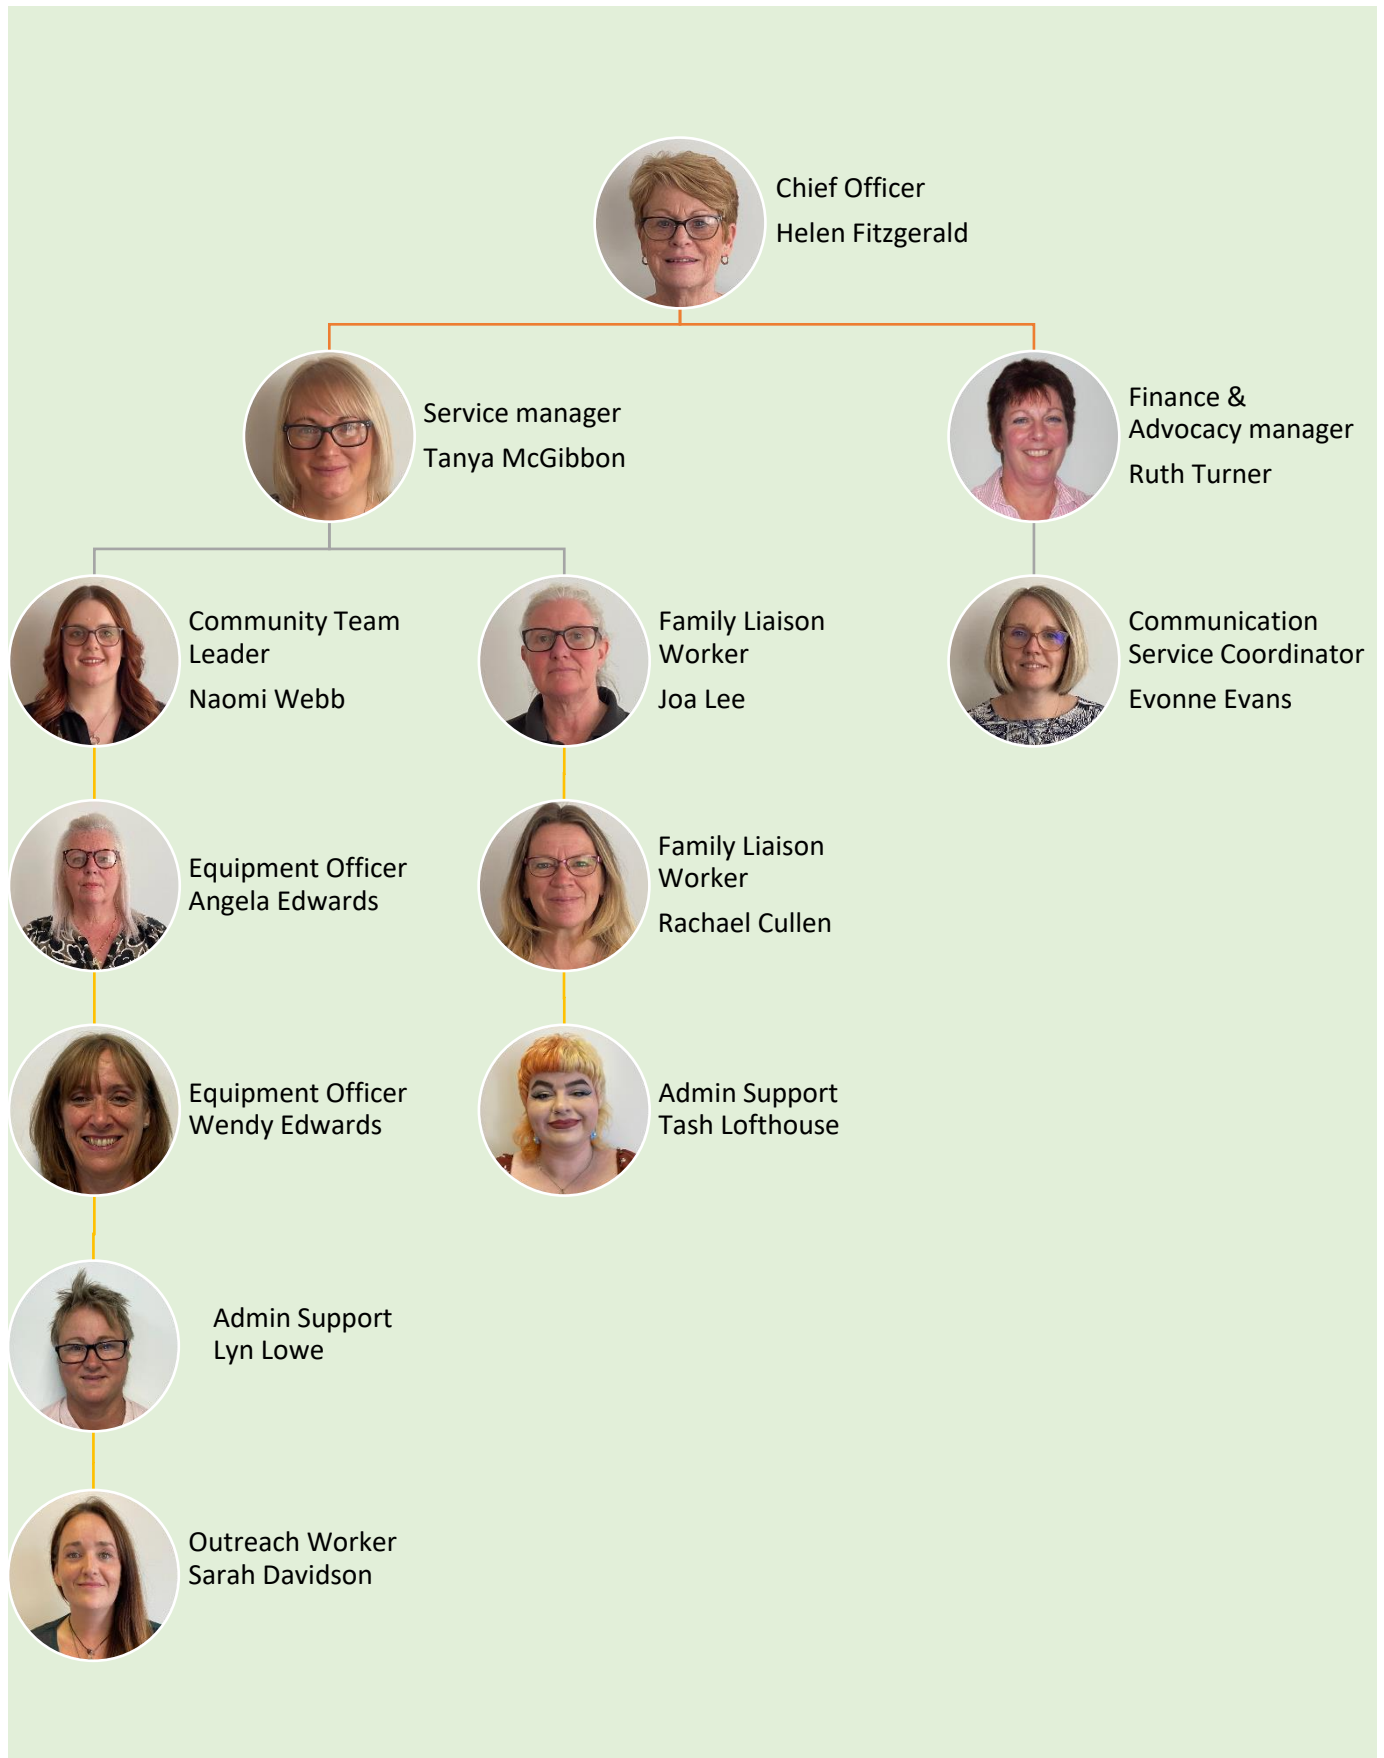 Chief Officer
Helen Fitzgerald
Service manager
Tanya McGibbon
Finance &
Advocacy manager
Ruth Turner
Community Team
Leader
Naomi Webb
Family Liaison
Worker
Joa Lee
Communication
Service Coordinator
Evonne Evans
Equipment Officer
Angela Edwards
Family Liaison
Worker
Rachael Cullen
Equipment Officer
Wendy Edwards
Admin Support
Tash Lofthouse
Admin Support
Lyn Lowe
Outreach Worker
Sarah Davidson